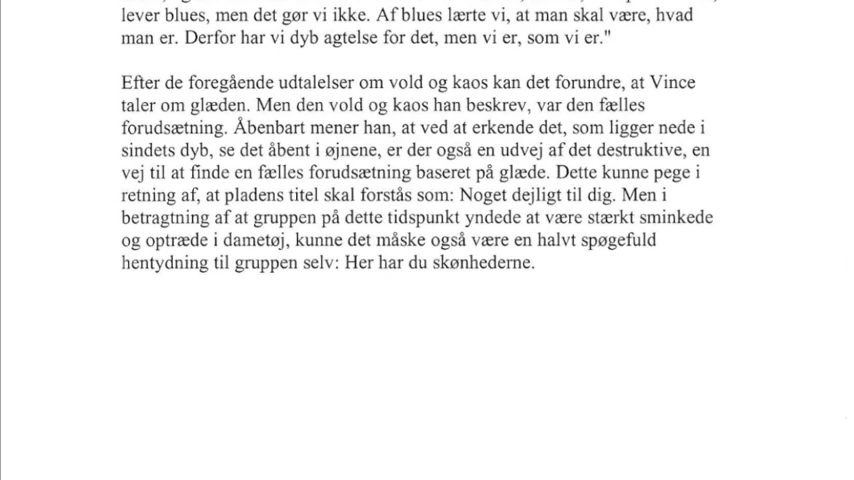 lever blues, men det gør vi ikke. Af blues lærte vi, at man skal være, hvad
man er. Derfor har vi dyb agtelse for det, men vi er, som vi er."
Efter de foregående udtalelser om vold og kaos kan det forundre, at Vince
taler om glæden. Men den vold og kaos han beskrev, var den fælles
forudsætning. Åbenbart mener han, at ved at erkende det, som ligger nede i
sindets dyb, se det åbent i øjnene, er der også en udvej af det destruktive, en
vej til at finde en fælles forudsætning baseret på glæde. Dette kunne pege i
retning af, at pladens titel skal forstås som: Noget dejligt til dig. Men i
betragtning af at gruppen på dette tidspunkt yndede at være stærkt sminkede
og optræde i dametøj, kunne det måske også være en halvt spøgefuld
hentydning til gruppen selv: Her har du skønhederne.